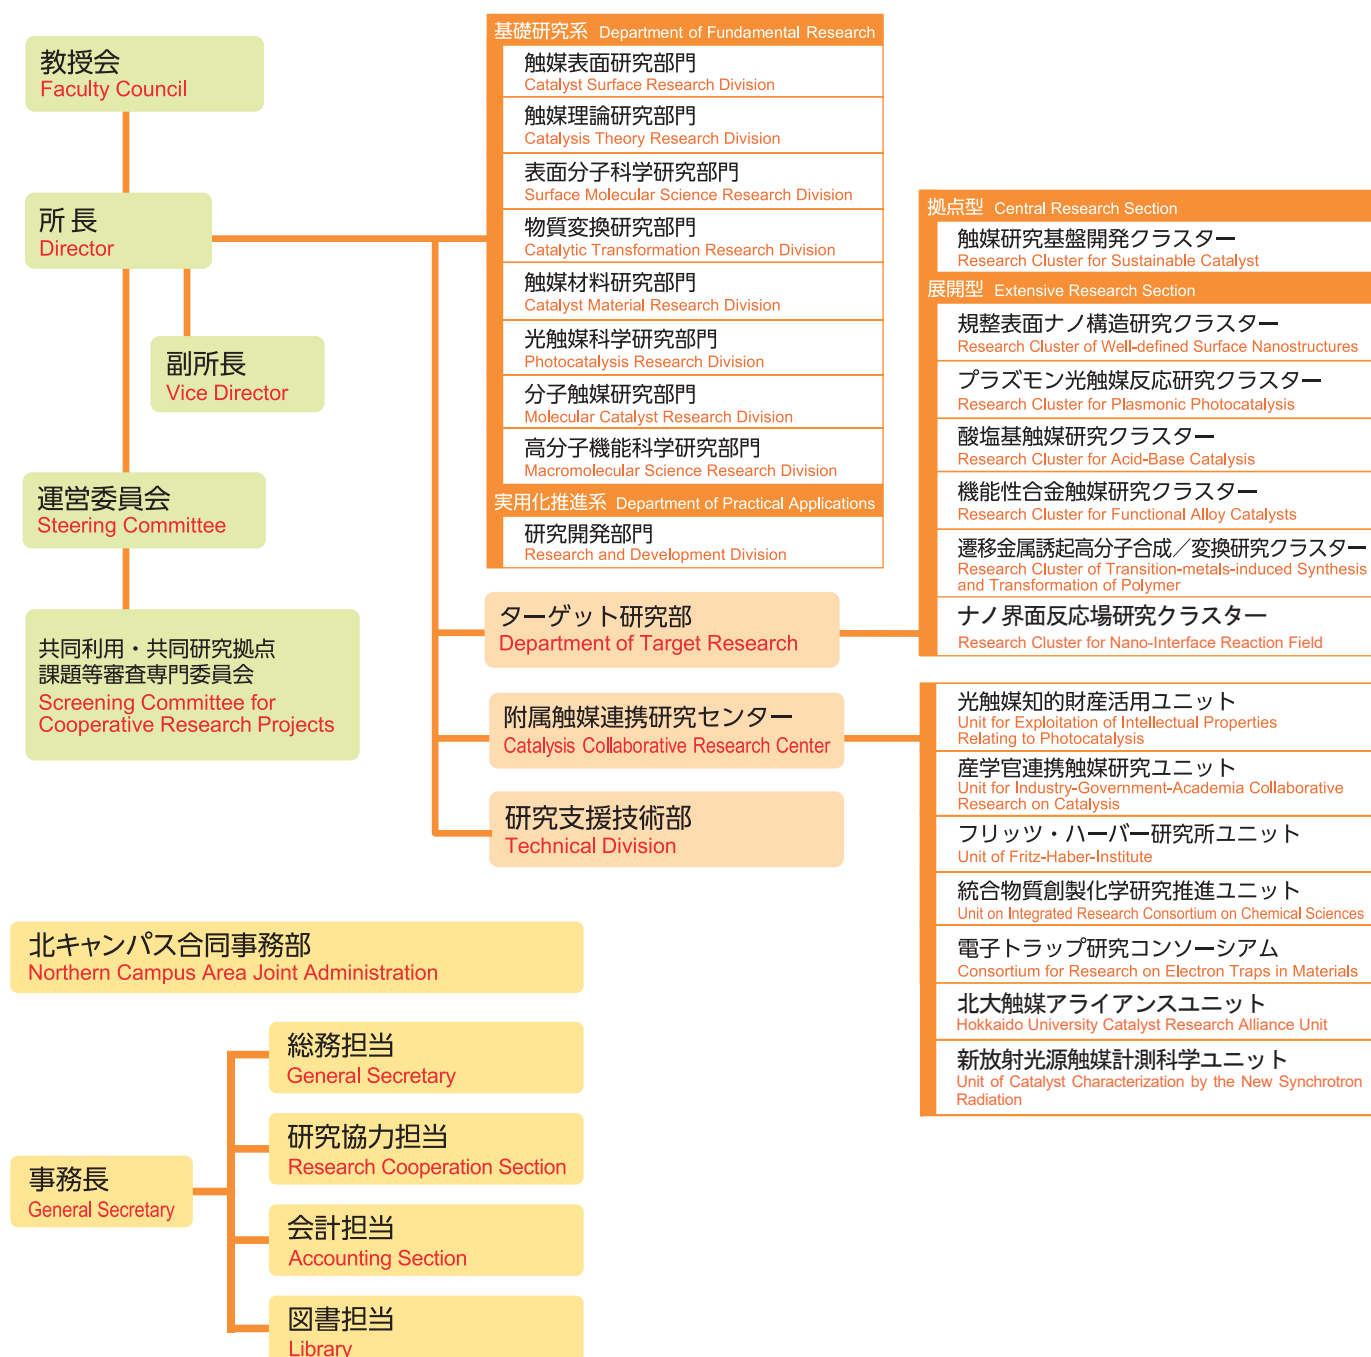 教授会
Faculty Council
所長
Director
副所長
Vice Director
運営委員会
Steering Committee
共同利用・共同研究拠点
課題等審査専門委員会
Screening Committee for
Cooperative Research Projects
基礎研究系 Department of Fundamental Research
触媒表面研究部門
Catalyst Surface Research Division
触媒理論研究部門
Catalysis Theory Research Division
表面分子科学研究部門
Surface Molecular Science Research Division
物質変換研究部門
Catalytic Transformation Research Division
触媒材料研究部門
Catalyst Material Research Division
光触媒科学研究部門
Photocatalysis Research Division
分子触媒研究部門
Molecular Catalyst Research Division
高分子機能科学研究部門
Macromolecular Science Research Division
実用化推進系 Department of Practical Applications
研究開発部門
Research and Development Division
ターゲット研究部
Department of Target Research
附属触媒連携研究センター
Catalysis Collaborative Research Center
研究支援技術部
Technical Division
拠点型 Central Research Section
触媒研究基盤開発クラスター
Research Cluster for Sustainable Catalyst
展開型 Extensive Research Section
規整表面ナノ構造研究クラスター
Research Cluster of Well-defined Surface Nanostructures
プラズモン光触媒反応研究クラスター
Research Cluster for Plasmonic Photocatalysis
酸塩基触媒研究クラスター
Research Cluster for Acid-Base Catalysis
機能性合金触媒研究クラスター
Research Cluster for Functional Alloy Catalysts
遷移金属誘起高分子合成／変換研究クラスター
Research Cluster of Transition-metals-induced Synthesis
and Transformation of Polymer
ナノ界面反応場研究クラスター
Research Cluster for Nano-Interface Reaction Field
光触媒知的財産活用ユニット
Unit for Exploitation of Intellectual Properties
Relating to Photocatalysis
産学官連携触媒研究ユニット
Unit for Industry-Government-Academia Collaborative
Research on Catalysis
フリッツ・ハーバー研究所ユニット
Unit of Fritz-Haber-Institute
統合物質創製化学研究推進ユニット
Unit on Integrated Research Consortium on Chemical Sciences
電子トラップ研究コンソーシアム
Consortium for Research on Electron Traps in Materials
北大触媒アライアンスユニット
Hokkaido University Catalyst Research Alliance Unit
新放射光源触媒計測科学ユニット
Unit of Catalyst Characterization by the New Synchrotron
Radiation
北キャンパス合同事務部
Northern Campus Area Joint Administration
事務長
General Secretary
総務担当
General Secretary
研究協力担当
Research Cooperation Section
会計担当
Accounting Section
図書担当
Library